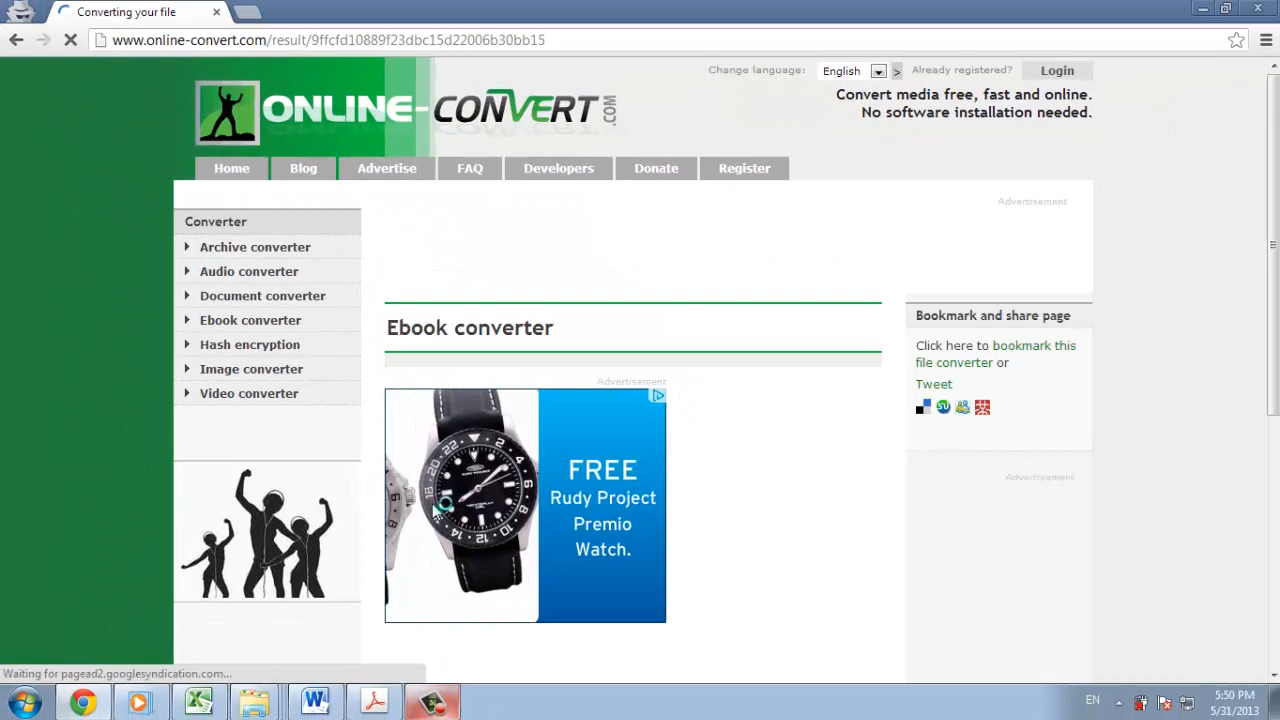 Converting your file
www.online-convert.com/result/9ffcfd10889f23dbc15d22006b30bb15
Change language:
English
>
Already registered?
Login
ONLINE-CONVERT.COM
Convert media free, fast and online.
No software installation needed.
Home
Blog
Advertise
FAQ
Developers
Donate
Register
Advertisement
Converter
Archive converter
Audio converter
Document converter
Ebook converter
Hash encryption
Image converter
Video converter
Ebook converter
Bookmark and share page
Click here to bookmark this
file converter or
Tweet
Advertisement
FREE
Rudy Project
Premio
Watch.
Advertisement
Waiting for pagead2.googlesyndication.com...
EN
5:50 PM
5/31/2013